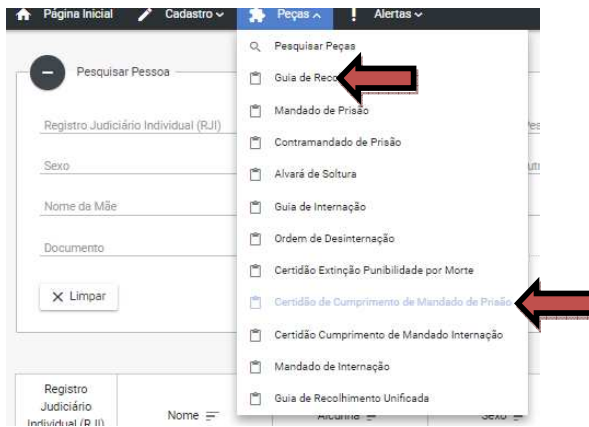 Página Inicial Cadastro Peças Alertas
Pesquisar Peças
Pesquisar Pessoa
Guia de Reco
Mandado de Prisão
Registro Judiciário Individual (RJI)
Contramandado de Prisão
Sexo
Alvará de Soltura
Nome da Mãe
Guia de Internação
Ordem de Desinternação
Documento
Certidão Extinção Punibilidade por Morte
Limpar
Certidão de Cumprimento de Mandado de Prisão
Certidão Cumprimento de Mandado Internação
Mandado de Internação
Guia de Recolhimento Unificada
Registro
Judiciário
Individual (RJI)
Nome
Alcunha
Sexo